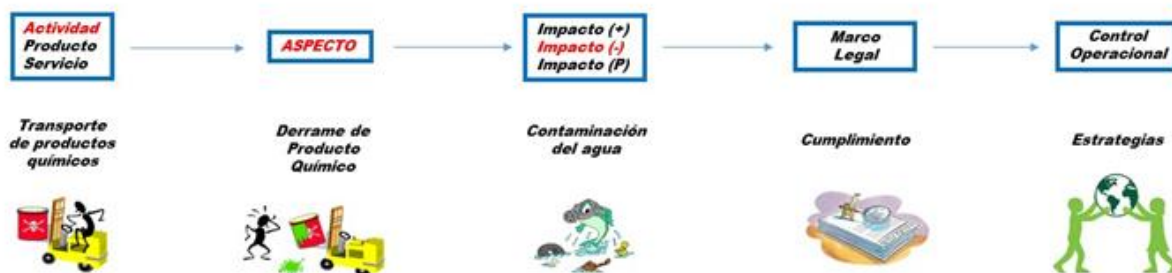 Actividad
Producto
Servicio
ASPECTO
Impacto (+)
Impacto (-)
Impacto (P)
Marco
Legal
Control
Operacional
Transporte
de productos
químicos
Derrame de
Producto
Químico
Contaminación
del agua
Cumplimiento
Estrategias